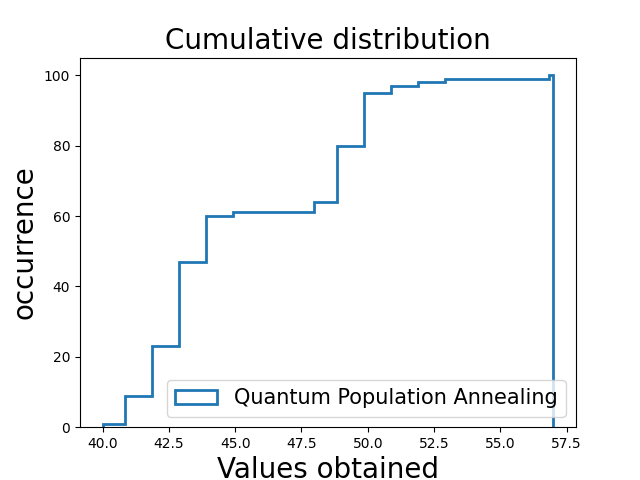 Cumulative distribution
occurrence
100
80
60
40
20
0
Quantum Population Annealing
40.0 42.5 45.0 47.5 50.0 52.5 55.0 57.5
Values obtained